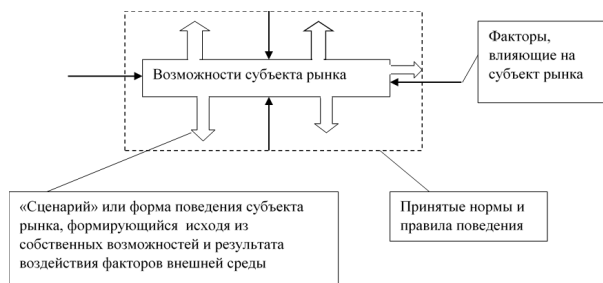 Возможности субъекта рынка
Факторы,
влияющие на
субъект рынка
«Сценарий» или форма поведения субъекта
рынка, формирующийся исходя из
собственных возможностей и результата
воздействия факторов внешней среды
Принятые нормы и
правила поведения